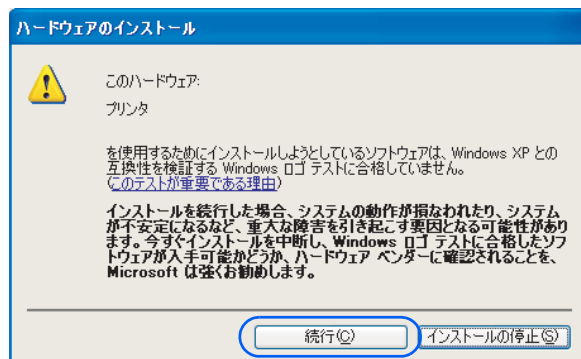 ハードウェアのインストール
このハードウェア:
プリンタ
を使用するためにインストールしようとしているソフトウェアは、Windows XP との
互換性を検証する Windows ロゴ テストに合格していません。
(このテストが重要である理由)
インストールを続行した場合、システムの動作が損なわれたり、システム
が不安定になるなど、重大な障害を引き起こす要因となる可能性があり
ます。今すぐインストールを中断し、Windows ロゴ テストに合格したソフ
トウェアが入手可能かどうか、ハードウェア ベンダーに確認されることを、
Microsoft は強くお勧めします。
続行(C)
インストールの停止(S)